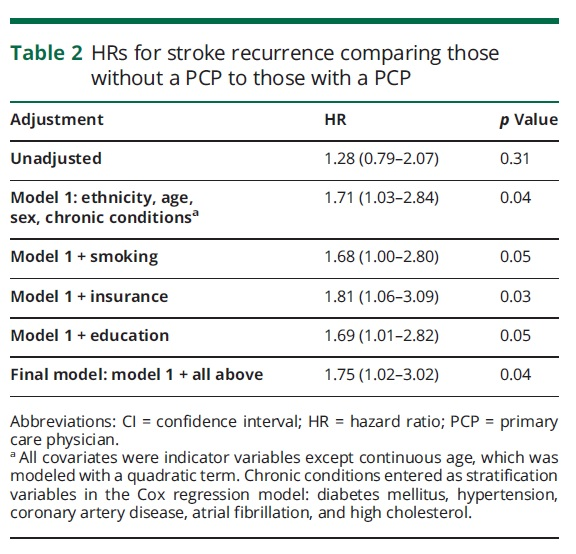 Table 2 HRs for stroke recurrence comparing those
without a PCP to those with a PCP
Adjustment HR p Value
Unadjusted 1.28 (0.79–2.07) 0.31
Model 1: ethnicity, age,
sex, chronic conditionsᵃ 1.71 (1.03–2.84) 0.04
Model 1 + smoking 1.68 (1.00–2.80) 0.05
Model 1 + insurance 1.81 (1.06–3.09) 0.03
Model 1 + education 1.69 (1.01–2.82) 0.05
Final model: model 1 + all above 1.75 (1.02–3.02) 0.04
Abbreviations: CI = confidence interval; HR = hazard ratio; PCP = primary
care physician.
ᵃ All covariates were indicator variables except continuous age, which was
modeled with a quadratic term. Chronic conditions entered as stratification
variables in the Cox regression model: diabetes mellitus, hypertension,
coronary artery disease, atrial fibrillation, and high cholesterol.